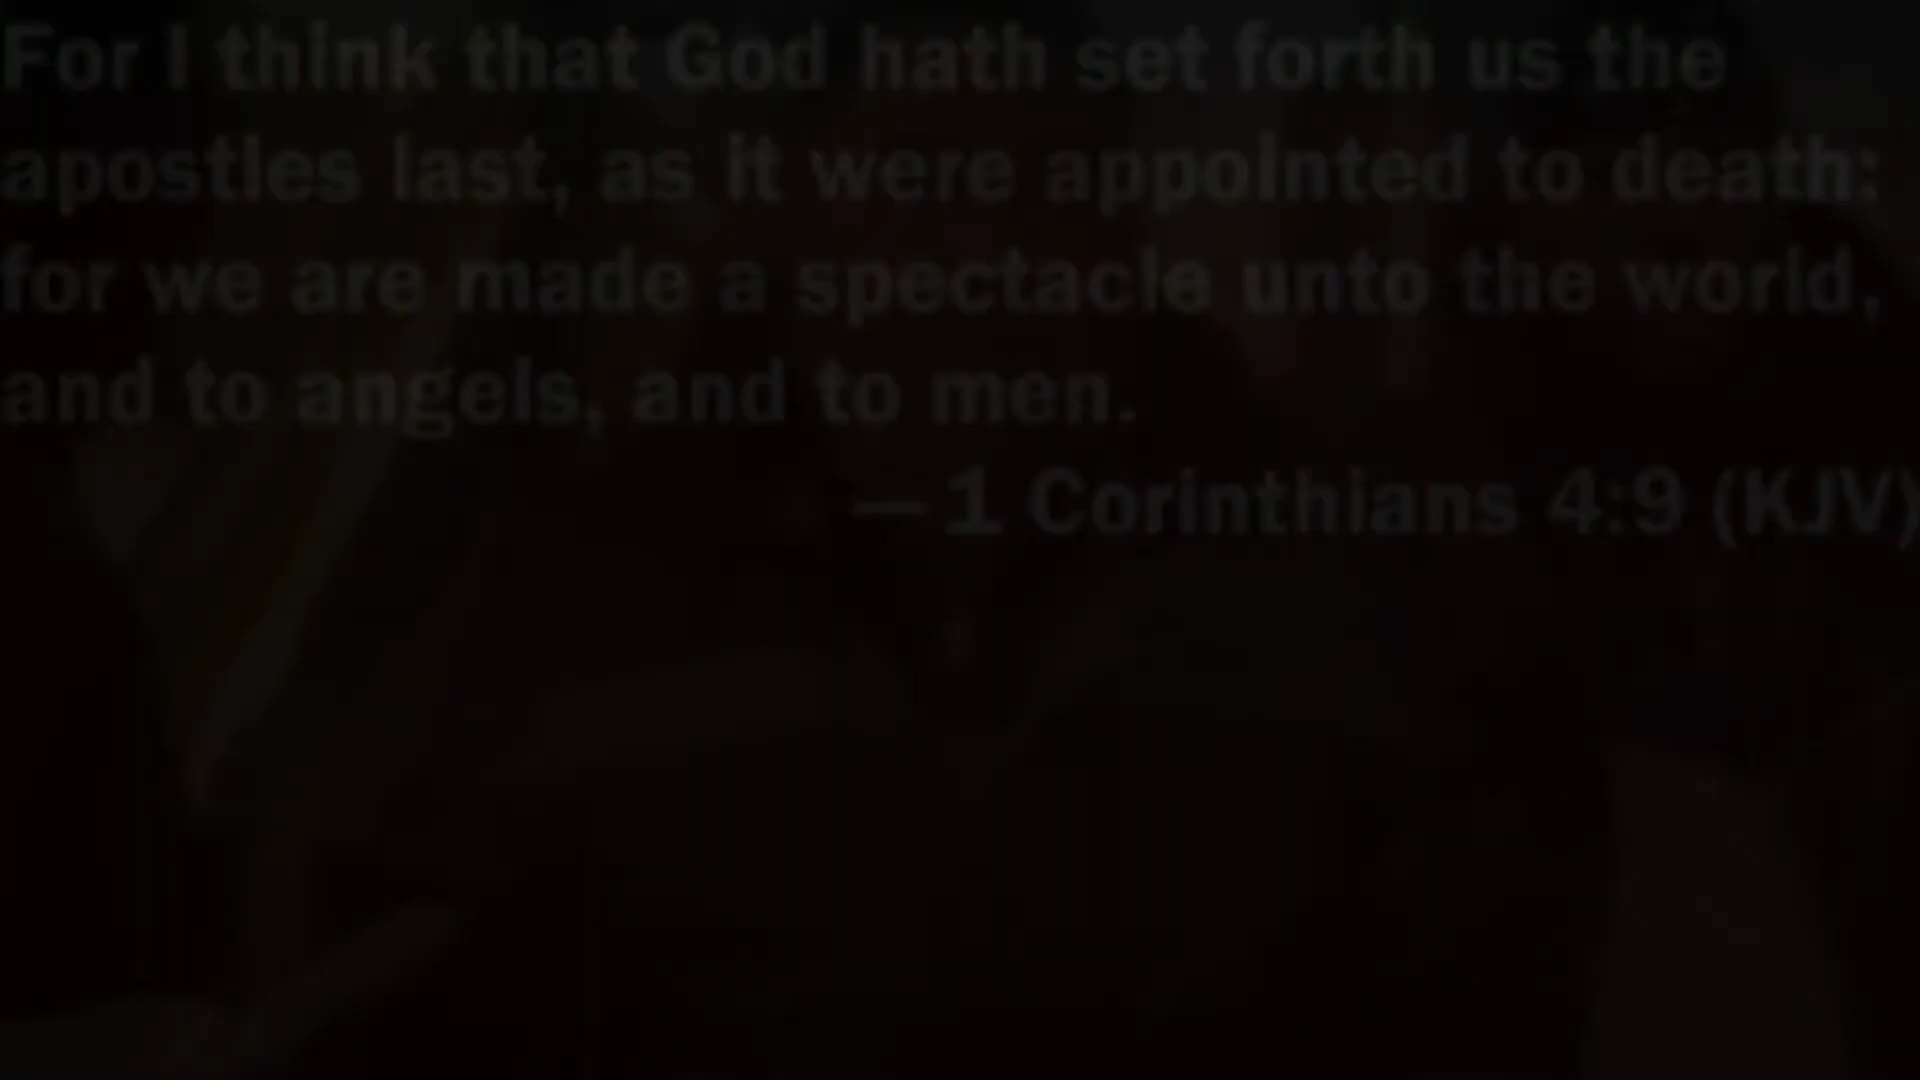 For I think that God hath set forth us the
apostles last, as it were appointed to death:
for we are made a spectacle unto the world,
and to angels, and to men.
— 1 Corinthians 4:9 (KJV)